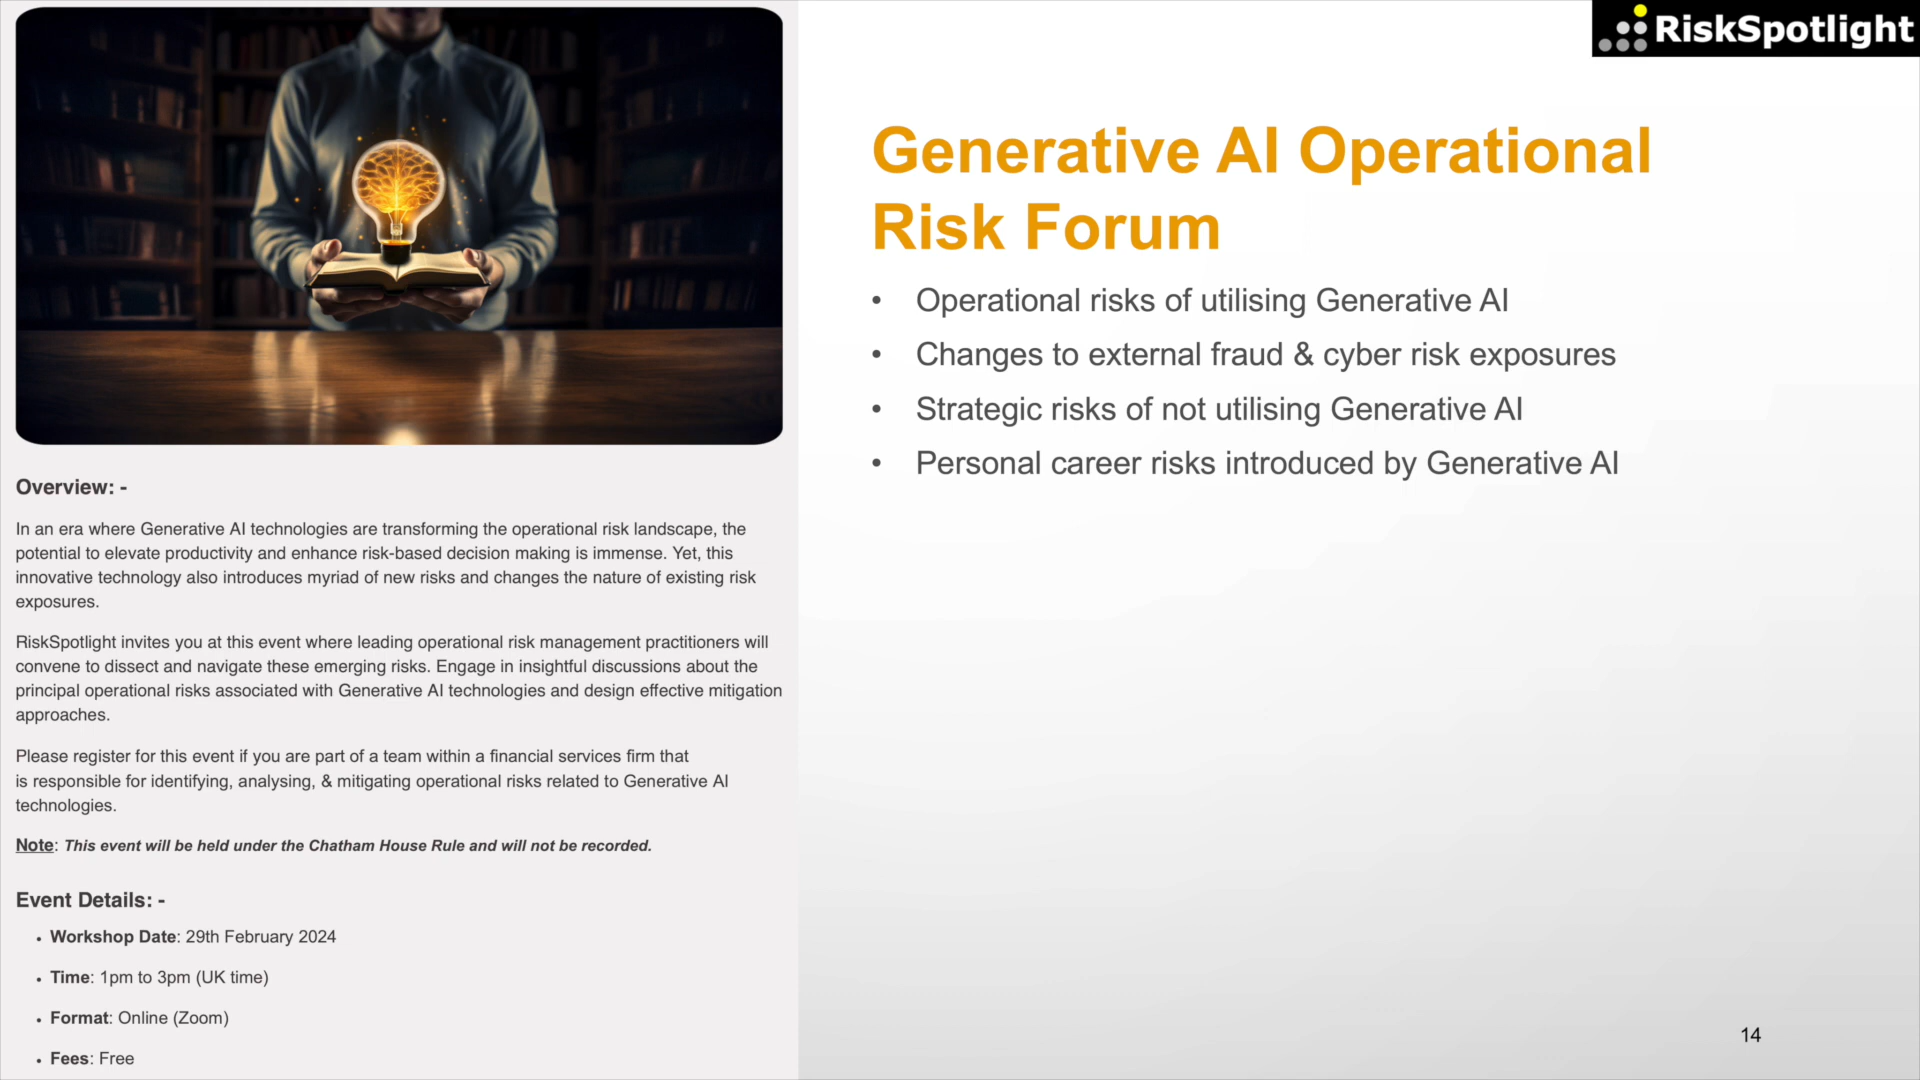 RiskSpotlight
Generative AI Operational
Risk Forum
• Operational risks of utilising Generative AI
• Changes to external fraud & cyber risk exposures
• Strategic risks of not utilising Generative AI
• Personal career risks introduced by Generative AI
Overview: -
In an era where Generative AI technologies are transforming the operational risk landscape, the
potential to elevate productivity and enhance risk-based decision making is immense. Yet, this
innovative technology also introduces myriad of new risks and changes the nature of existing risk
exposures.
RiskSpotlight invites you at this event where leading operational risk management practitioners will
convene to dissect and navigate these emerging risks. Engage in insightful discussions about the
principal operational risks associated with Generative AI technologies and design effective mitigation
approaches.
Please register for this event if you are part of a team within a financial services firm that
is responsible for identifying, analysing, & mitigating operational risks related to Generative AI
technologies.
Note: This event will be held under the Chatham House Rule and will not be recorded.
Event Details: -
• Workshop Date: 29th February 2024
• Time: 1pm to 3pm (UK time)
• Format: Online (Zoom)
• Fees: Free
14